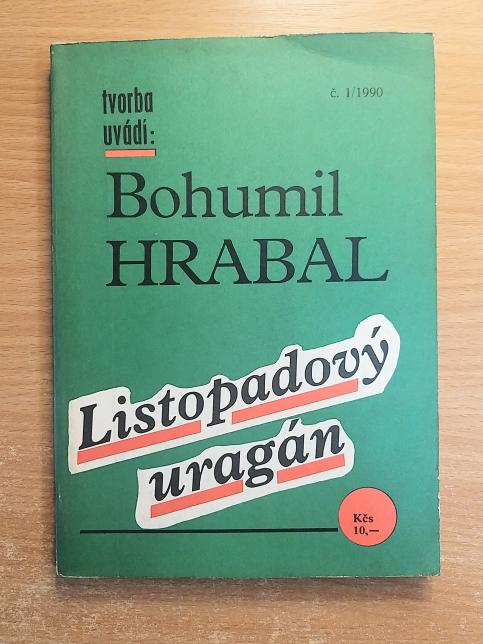 tvorba
uvádí:
č. 1/1990
Bohumil
HRABAL
Listopadový
uragán
Kčs
10,—